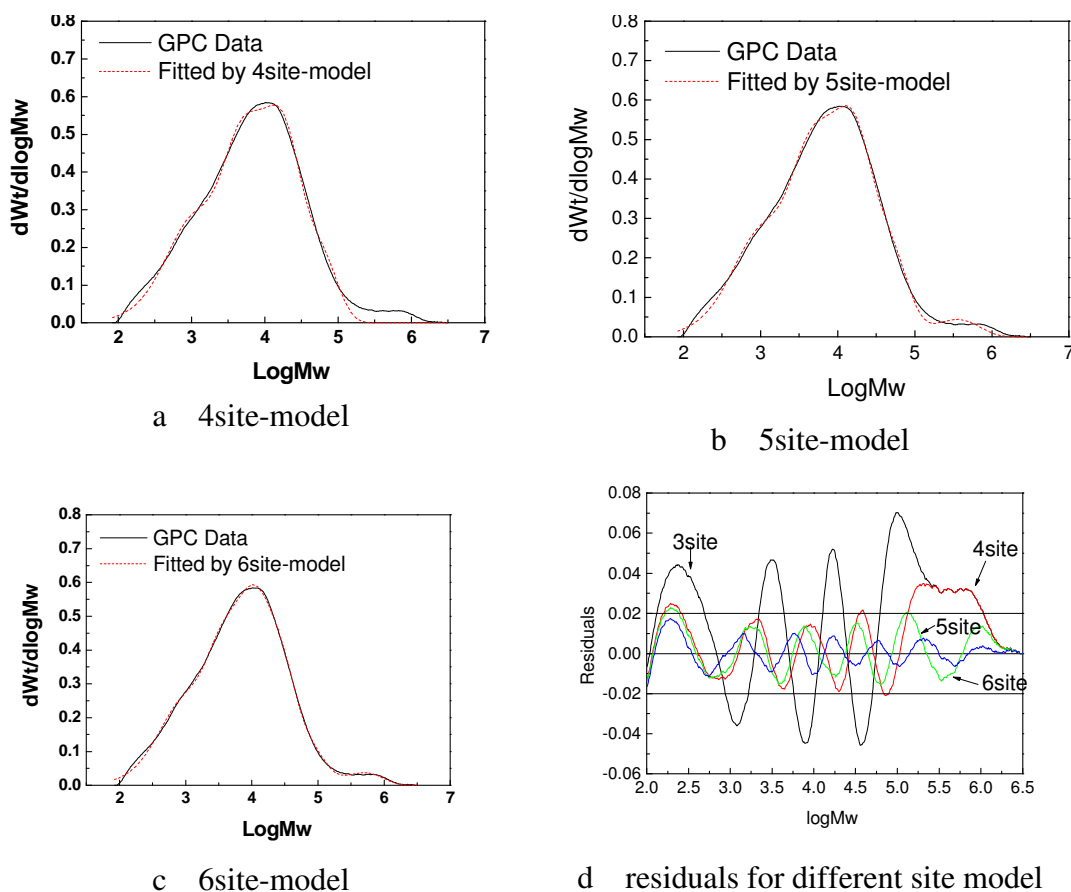 GPC Data
Fitted by 4site-model
dWt/dlogMw
0.8
0.7
0.6
0.5
0.4
0.3
0.2
0.1
0.0
2 3 4 5 6 7
LogMw
a 4site-model
GPC Data
Fitted by 5site-model
dWt/dlogMw
0.8
0.7
0.6
0.5
0.4
0.3
0.2
0.1
0.0
2 3 4 5 6 7
LogMw
b 5site-model
GPC Data
Fitted by 6site-model
dWt/dlogMw
0.8
0.7
0.6
0.5
0.4
0.3
0.2
0.1
0.0
2 3 4 5 6 7
LogMw
c 6site-model
3site
4site
5site
6site
Residuals
0.08
0.06
0.04
0.02
0.00
-0.02
-0.04
-0.06
2.0 2.5 3.0 3.5 4.0 4.5 5.0 5.5 6.0 6.5
logMw
d residuals for different site model